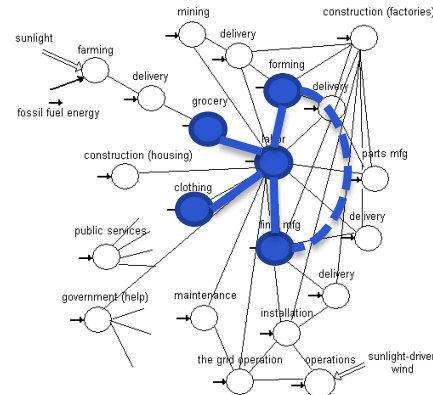 mining
construction (factories)
sunlight
delivery
farming
forming
delivery
delivery
fossil fuel energy
grocery
labor
construction (housing)
parts mfg
clothing
public services
final mfg
delivery
delivery
government (help)
maintenance
installation
the grid operation
operations
sunlight-driven
wind